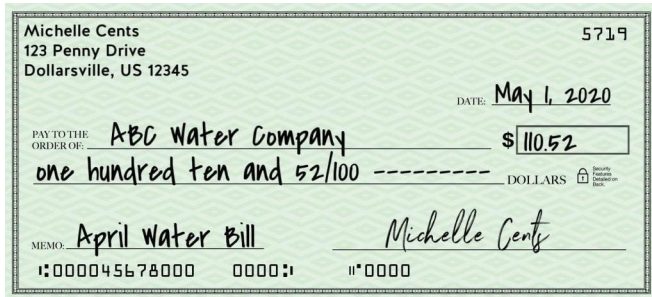 Michelle Cents 5719
123 Penny Drive
Dollarsville, US 12345
DATE: May 1, 2020
PAY TO THE
ORDER OF: ABC Water Company $ 110.52
one hundred ten and 52/100 --------- DOLLARS
Security
Features
Detailed on
Back.
MEMO: April Water Bill Michelle Cents
⑆000045678000 0000⑆ ⑈0000